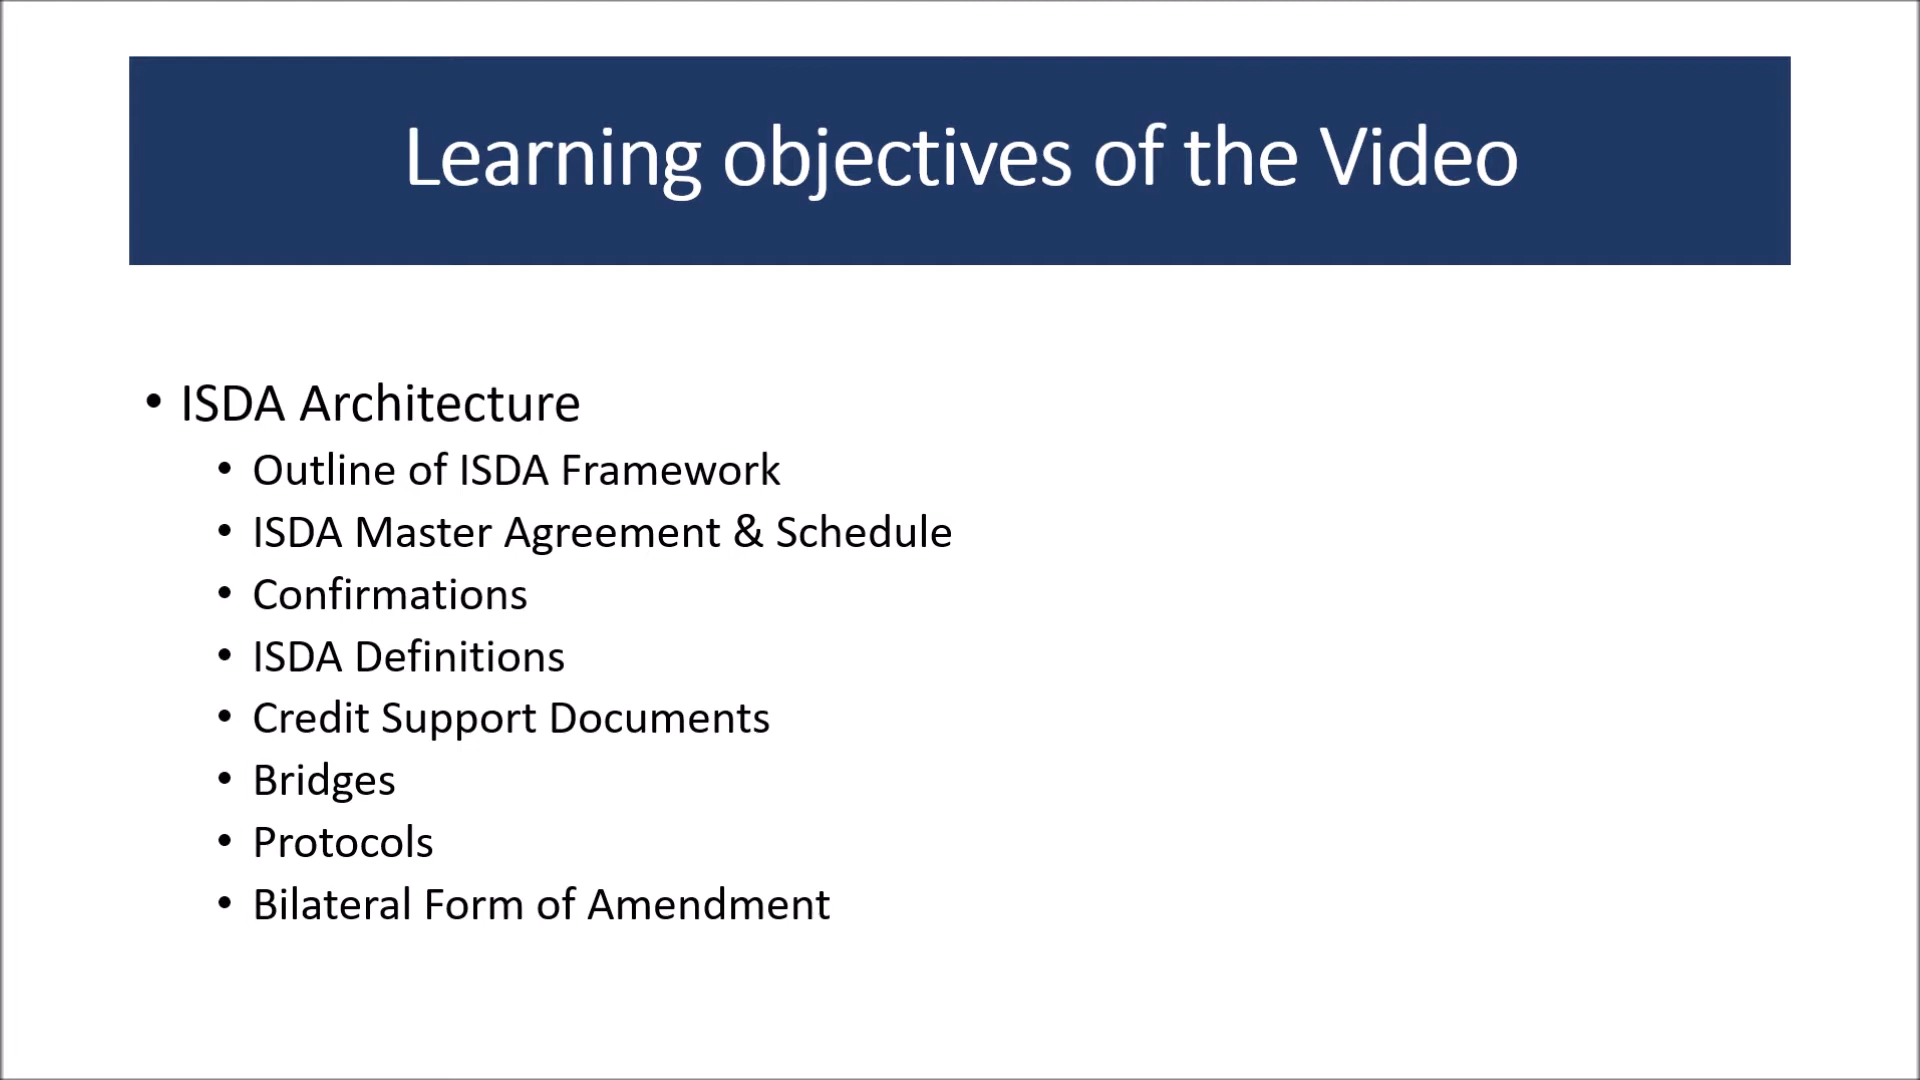 Learning objectives of the Video
• ISDA Architecture
• Outline of ISDA Framework
• ISDA Master Agreement & Schedule
• Confirmations
• ISDA Definitions
• Credit Support Documents
• Bridges
• Protocols
• Bilateral Form of Amendment